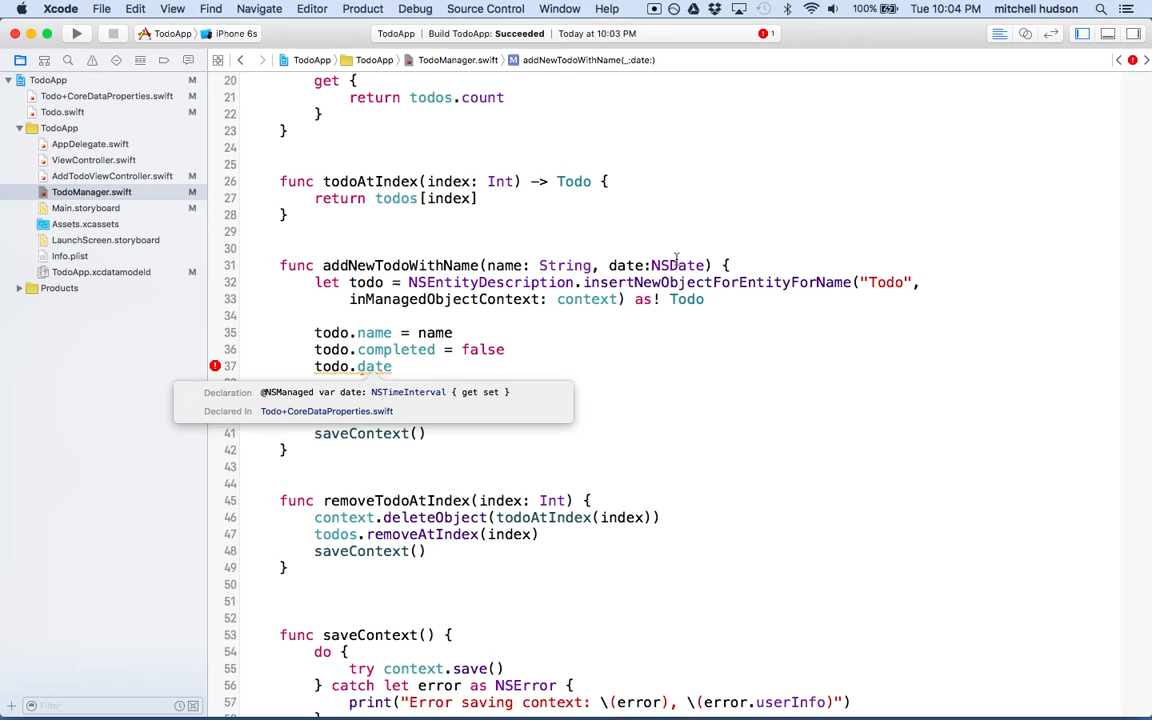 Xcode File Edit View Find Navigate Editor Product Debug Source Control Window Help 100% Tue 10:04 PM mitchell hudson
TodoApp iPhone 6s TodoApp Build TodoApp: Succeeded Today at 10:03 PM 1
TodoApp TodoApp TodoManager.swift M addNewTodoWithName(_:date:)
TodoApp
Todo+CoreDataProperties.swift M
Todo.swift M
TodoApp
AppDelegate.swift
ViewController.swift
AddTodoViewController.swift M
TodoManager.swift M
Main.storyboard M
Assets.xcassets
LaunchScreen.storyboard
Info.plist
TodoApp.xcdatamodeld M
Products
Filter
20 get {
21 return todos.count
22 }
23 }
24
25
26 func todoAtIndex(index: Int) -> Todo {
27 return todos[index]
28 }
29
30
31 func addNewTodoWithName(name: String, date:NSDate) {
32 let todo = NSEntityDescription.insertNewObjectForEntityForName("Todo",
33 inManagedObjectContext: context) as! Todo
34
35 todo.name = name
36 todo.completed = false
37 todo.date
Declaration @NSManaged var date: NSTimeInterval { get set }
Declared In Todo+CoreDataProperties.swift
41 saveContext()
42 }
43
44
45 func removeTodoAtIndex(index: Int) {
46 context.deleteObject(todoAtIndex(index))
47 todos.removeAtIndex(index)
48 saveContext()
49 }
50
51
52
53 func saveContext() {
54 do {
55 try context.save()
56 } catch let error as NSError {
57 print("Error saving context: \(error), \(error.userInfo)")